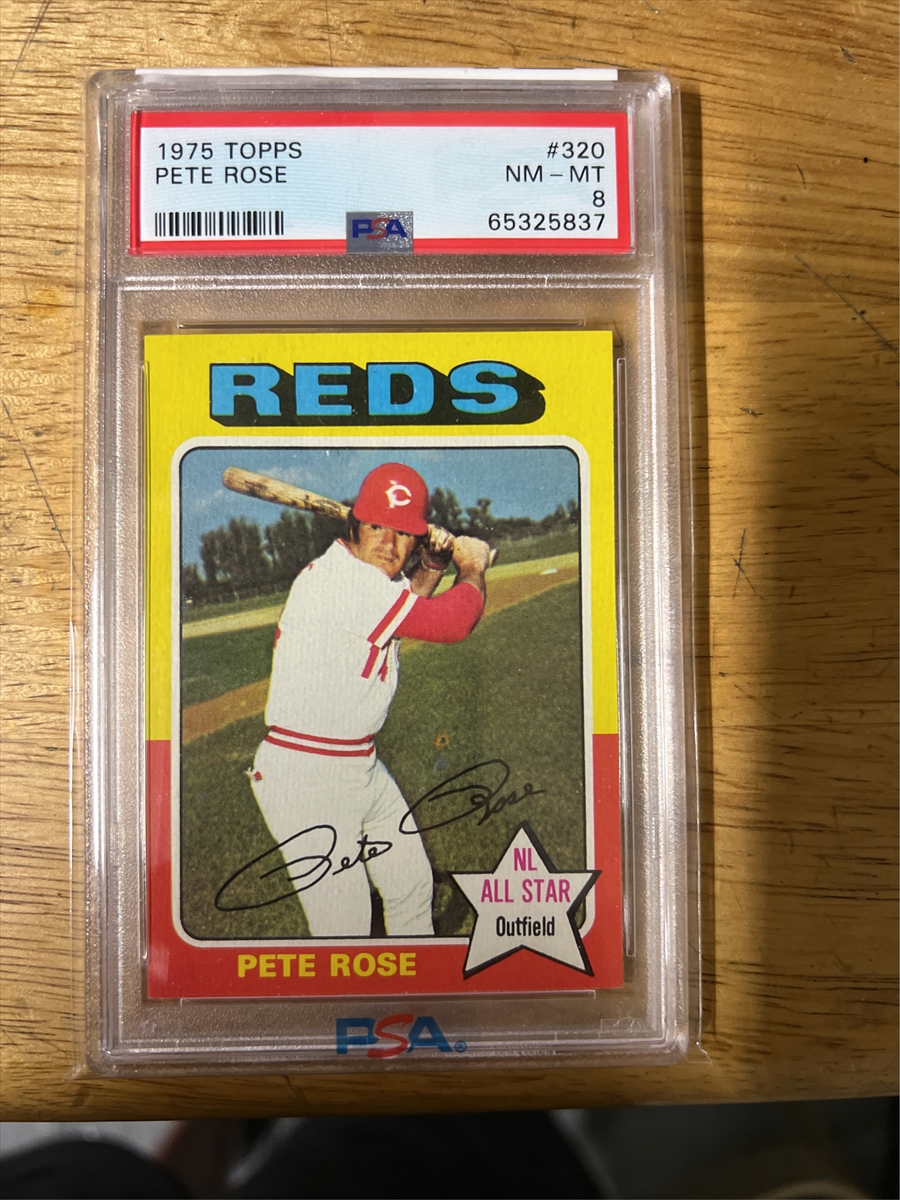 1975 TOPPS #320
PETE ROSE NM - MT
8
65325837
PSA
REDS
C
Pete Rose
NL
ALL STAR
Outfield
PETE ROSE
PSA®